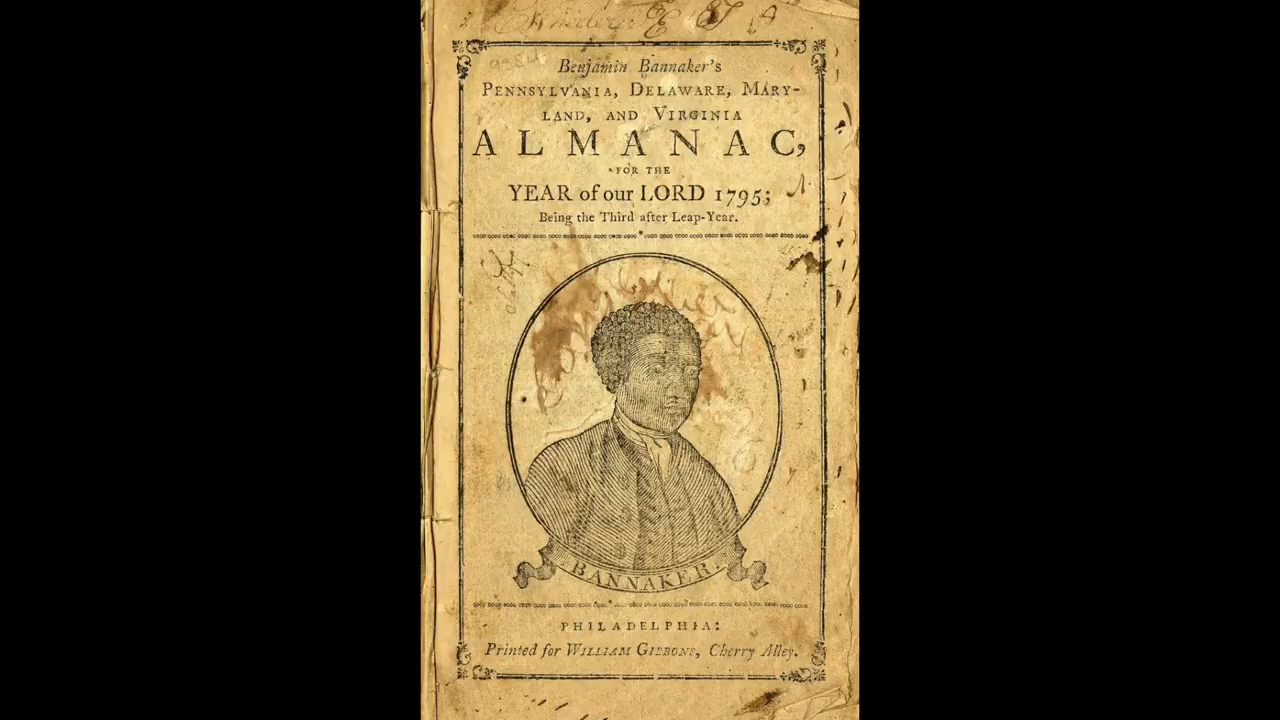 Benjamin Bannaker's
PENNSYLVANIA, DELAWARE, MARY-
LAND, AND VIRGINIA
ALMANAC,
FOR THE
YEAR of our LORD 1795;
Being the Third after Leap-Year.
BANNAKER.
PHILADELPHIA:
Printed for WILLIAM GIBBONS, Cherry Alley.